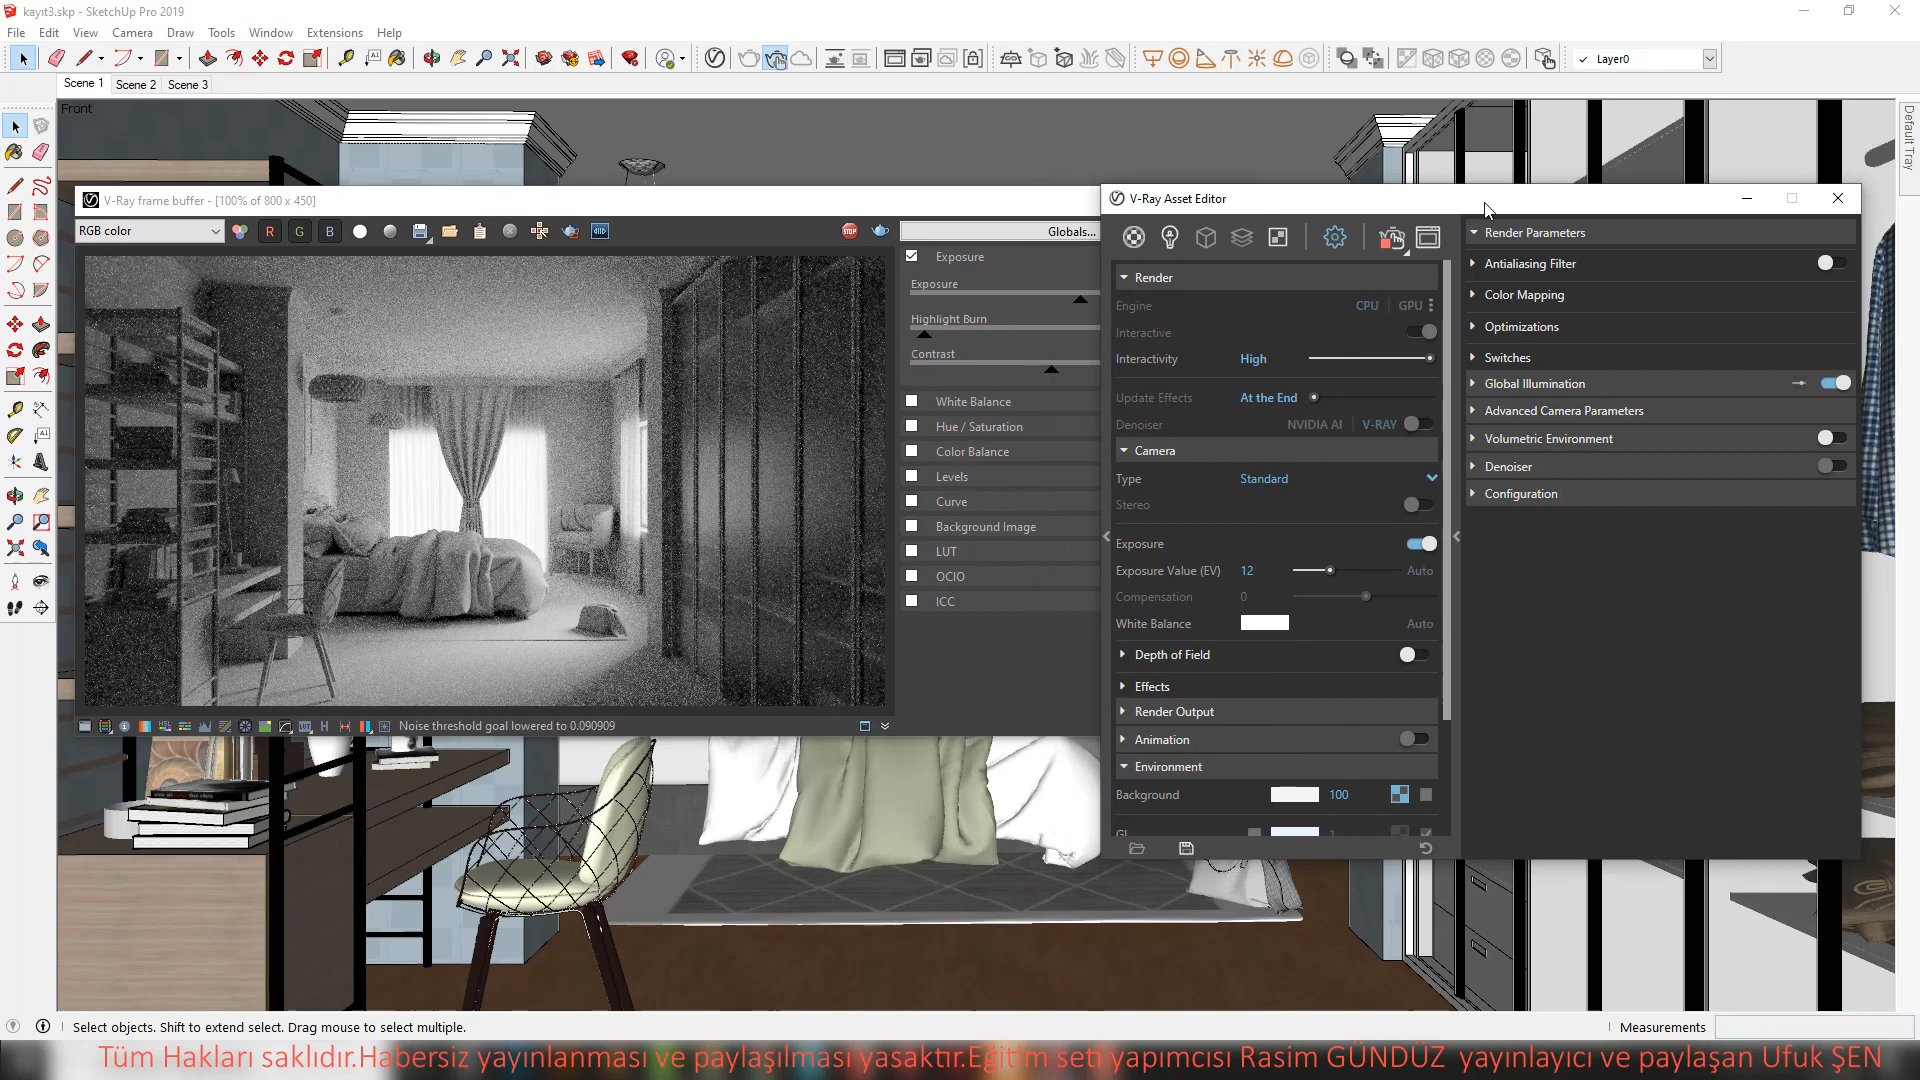 kayıt3.skp - SketchUp Pro 2019
File Edit View Camera Draw Tools Window Extensions Help
Layer0
Scene 1 Scene 2 Scene 3
Front
Default Tray
V-Ray frame buffer - [100% of 800 x 450]
RGB color
R G B
STOP
Globals...
Exposure
Exposure
Highlight Burn
Contrast
White Balance
Hue / Saturation
Color Balance
Levels
Curve
Background Image
LUT
OCIO
ICC
Noise threshold goal lowered to 0.090909
V-Ray Asset Editor
Render
Engine CPU GPU
Interactive
Interactivity High
Update Effects At the End
Denoiser NVIDIA AI V-RAY
Camera
Type Standard
Stereo
Exposure
Exposure Value (EV) 12 Auto
Compensation 0
White Balance Auto
Depth of Field
Effects
Render Output
Animation
Environment
Background 100
GI 1
Render Parameters
Antialiasing Filter
Color Mapping
Optimizations
Switches
Global Illumination
Advanced Camera Parameters
Volumetric Environment
Denoiser
Configuration
Select objects. Shift to extend select. Drag mouse to select multiple.
Measurements
Tüm Hakları saklıdır.Habersiz yayınlanması ve paylaşılması yasaktır.Eğitim seti yapımcısı Rasim GÜNDÜZ yayınlayıcı ve paylaşan Ufuk ŞEN